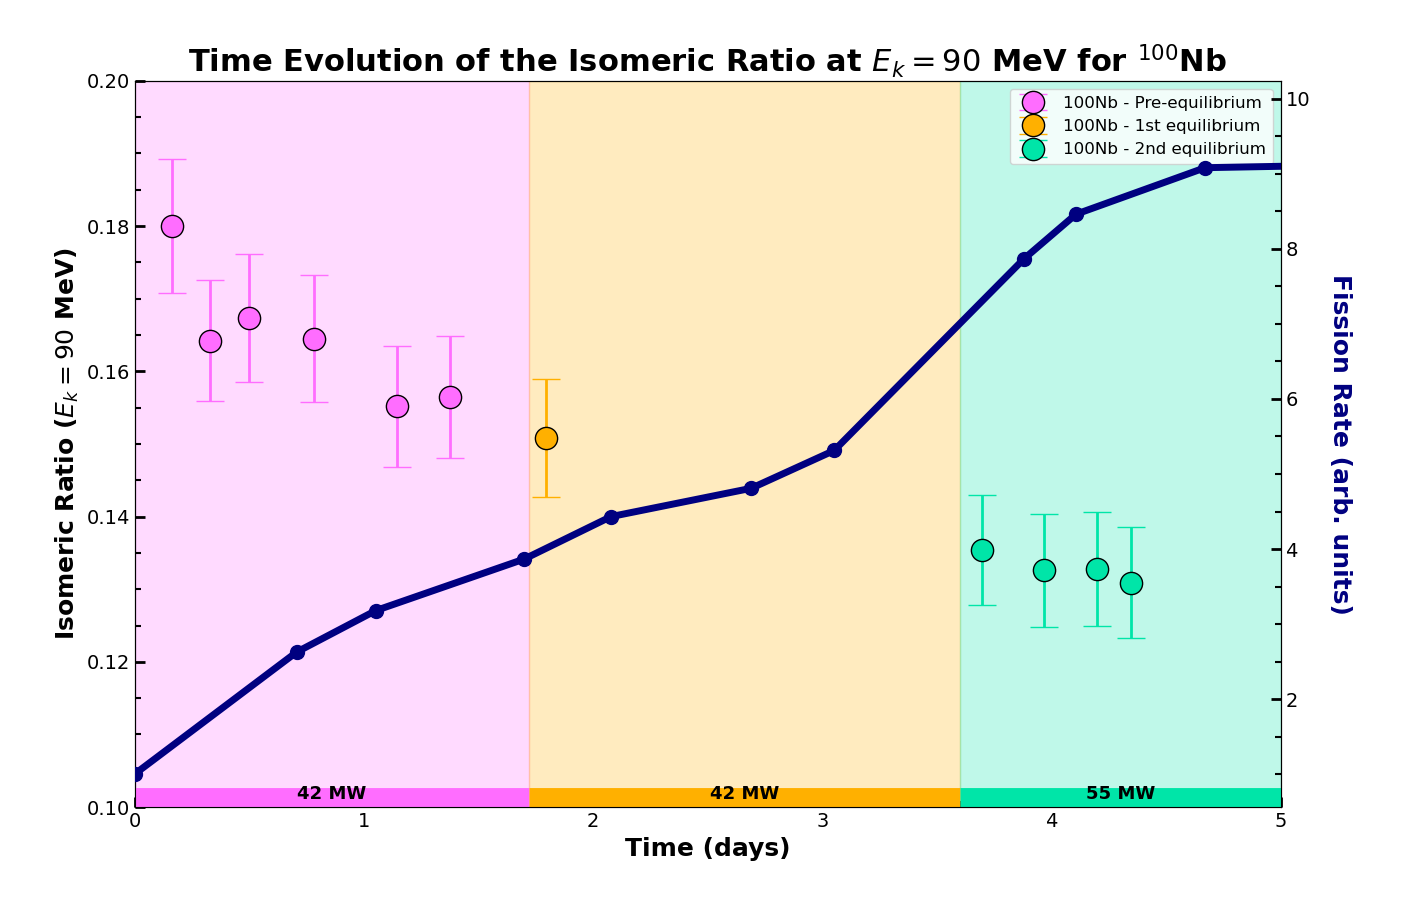 Time Evolution of the Isomeric Ratio at E_k = 90 MeV for ^100Nb
100Nb - Pre-equilibrium
100Nb - 1st equilibrium
100Nb - 2nd equilibrium
Isomeric Ratio (E_k = 90 MeV)
0.20
0.18
0.16
0.14
0.12
0.10
10
8
6
4
2
Fission Rate (arb. units)
42 MW
42 MW
55 MW
0
1
2
3
4
5
Time (days)